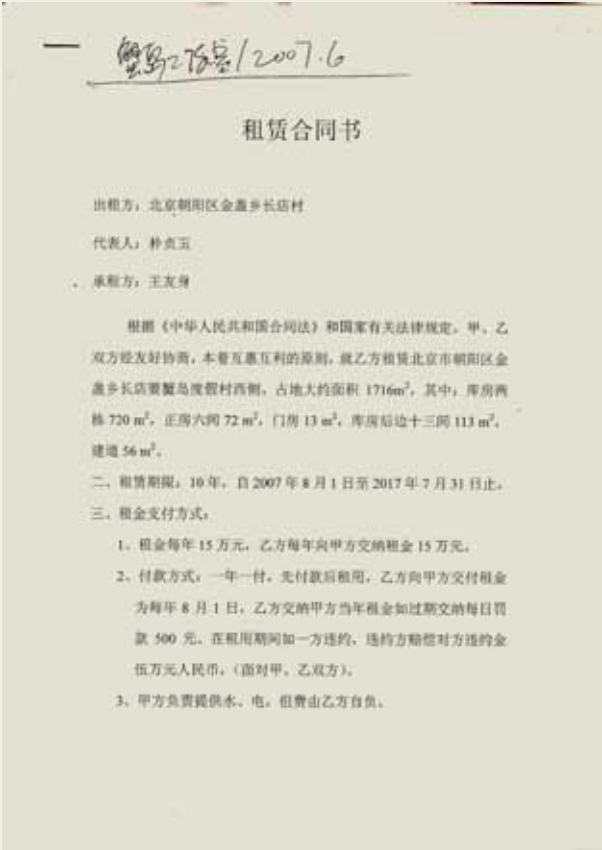 蟹岛工作室/2007.6
租赁合同书
出租方：北京朝阳区金盏乡长店村
代表人：朴贞玉
承租方：王友身
根据《中华人民共和国合同法》和国家有关法律规定，甲、乙
双方经友好协商，本着互惠互利的原则，就乙方租赁北京市朝阳区金
盏乡长店要蟹岛度假村西侧，占地大约面积 1716m²，其中：库房两
栋 720 m²，正房六间 72 m²，门房 13 m²，库房后边十三间 113 m²，
建道 56 m²。
二、租赁期限：10 年，自 2007 年 8 月 1 日至 2017 年 7 月 31 日止。
三、租金支付方式：
1、租金每年 15 万元，乙方每年向甲方交纳租金 15 万元。
2、付款方式：一年一付，先付款后租用，乙方向甲方交付租金
为每年 8 月 1 日，乙方交纳甲方当年租金如过期交纳每日罚
款 500 元。在租用期间如一方违约，违约方赔偿对方违约金
伍万元人民币，（面对甲、乙双方）。
3、甲方负责提供水、电，但费由乙方自负。